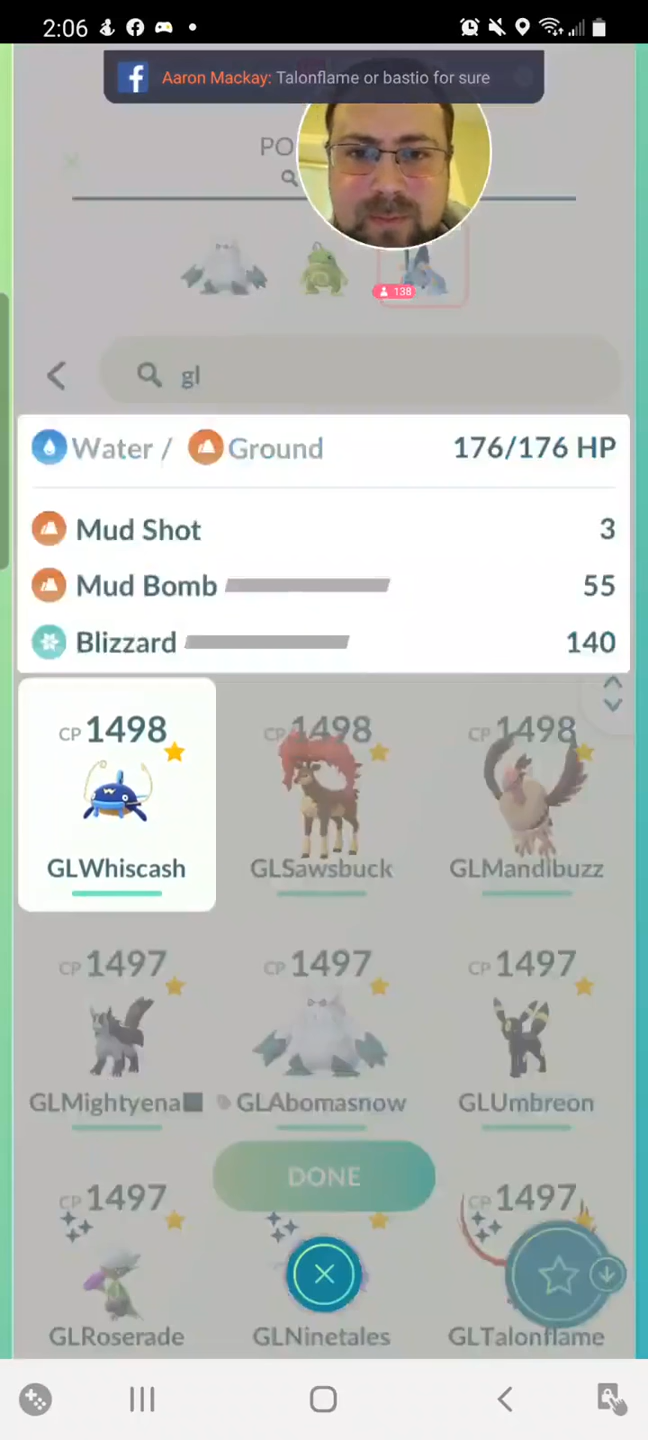 2:06
Aaron Mackay: Talonflame or bastio for sure
PO
138
gl
Water / Ground 176/176 HP
Mud Shot 3
Mud Bomb 55
Blizzard 140
CP 1498 CP 1498 CP 1498
GLWhiscash GLSawsbuck GLMandibuzz
CP 1497 CP 1497 CP 1497
GLMightyena GLAbomasnow GLUmbreon
DONE
CP 1497 CP 1497
GLRoserade GLNinetales GLTalonflame